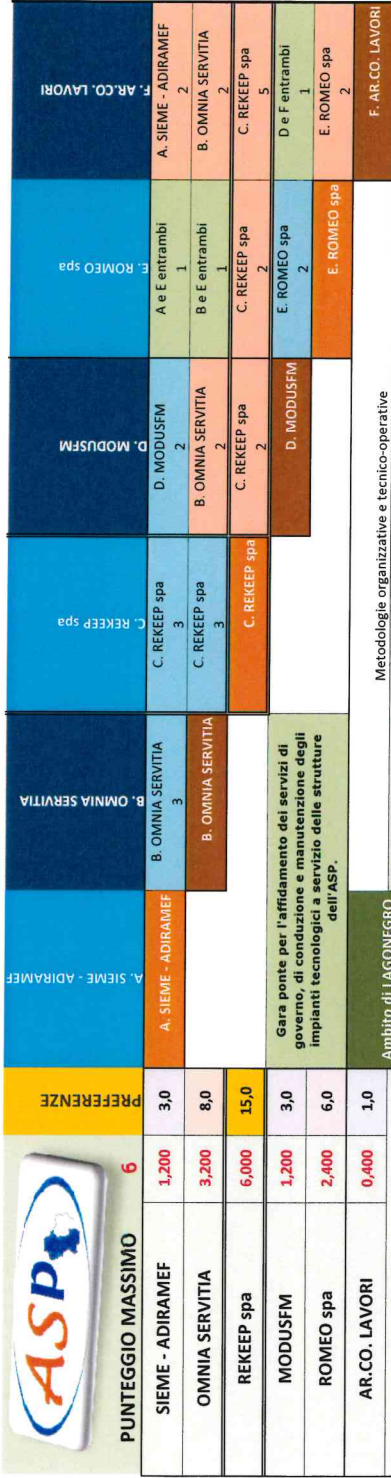 ASP
PUNTEGGIO MASSIMO 6
PREFERENZE
A. SIEME - ADIRAMEF
B. OMNIA SERVITIA
C. REKEEP spa
D. MODUSFM
E. ROMEO spa
F. AR.CO. LAVORI
SIEME - ADIRAMEF 1,200 3,0 A. SIEME - ADIRAMEF
B. OMNIA SERVITIA
3
C. REKEEP spa
3
D. MODUSFM
2
A e E entrambi
1
A. SIEME - ADIRAMEF
2
OMNIA SERVITIA 3,200 8,0 B. OMNIA SERVITIA
C. REKEEP spa
3
B. OMNIA SERVITIA
2
B e E entrambi
1
B. OMNIA SERVITIA
2
REKEEP spa 6,000 15,0 C. REKEEP spa
C. REKEEP spa
2
C. REKEEP spa
2
C. REKEEP spa
5
MODUSFM 1,200 3,0
Gara ponte per l'affidamento dei servizi di
governo, di conduzione e manutenzione degli
impianti tecnologici a servizio delle strutture
dell'ASP.
D. MODUSFM
E. ROMEO spa
2
D e F entrambi
1
ROMEO spa 2,400 6,0 E. ROMEO spa
E. ROMEO spa
2
AR.CO. LAVORI 0,400 1,0 F. AR.CO. LAVORI
Ambito di LAGONEGRO
Metodologie organizzative e tecnico-operative